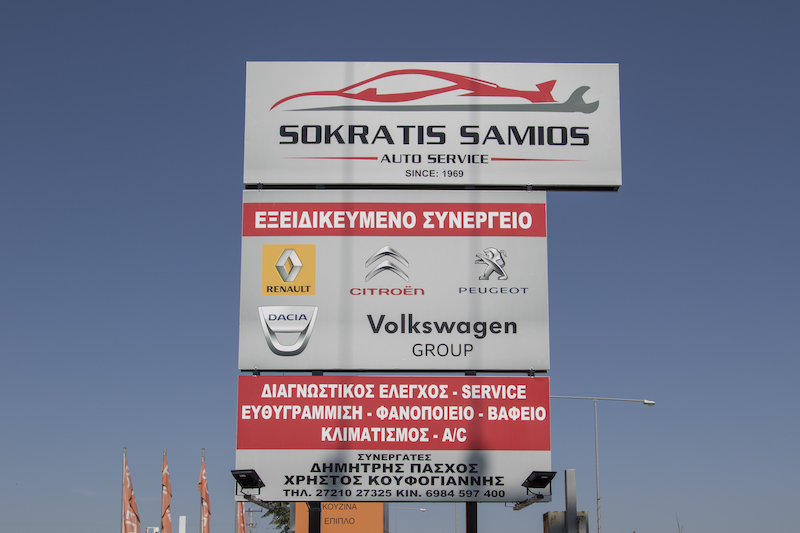 SOKRATIS SAMIOS
AUTO SERVICE
SINCE: 1969
ΕΞΕΙΔΙΚΕΥΜΕΝΟ ΣΥΝΕΡΓΕΙΟ
RENAULT
CITROËN
PEUGEOT
DACIA
Volkswagen
GROUP
ΔΙΑΓΝΩΣΤΙΚΟΣ ΕΛΕΓΧΟΣ - SERVICE
ΕΥΘΥΓΡΑΜΜΙΣΗ - ΦΑΝΟΠΟΙΕΙΟ - ΒΑΦΕΙΟ
ΚΛΙΜΑΤΙΣΜΟΣ - A/C
ΣΥΝΕΡΓΑΤΕΣ
ΔΗΜΗΤΡΗΣ ΠΑΣΧΟΣ
ΧΡΗΣΤΟΣ ΚΟΥΦΟΓΙΑΝΝΗΣ
ΤΗΛ. 27210 27325 ΚΙΝ. 6984 597 400
ΚΟΥΖΙΝΑ
ΕΠΙΠΛΟ